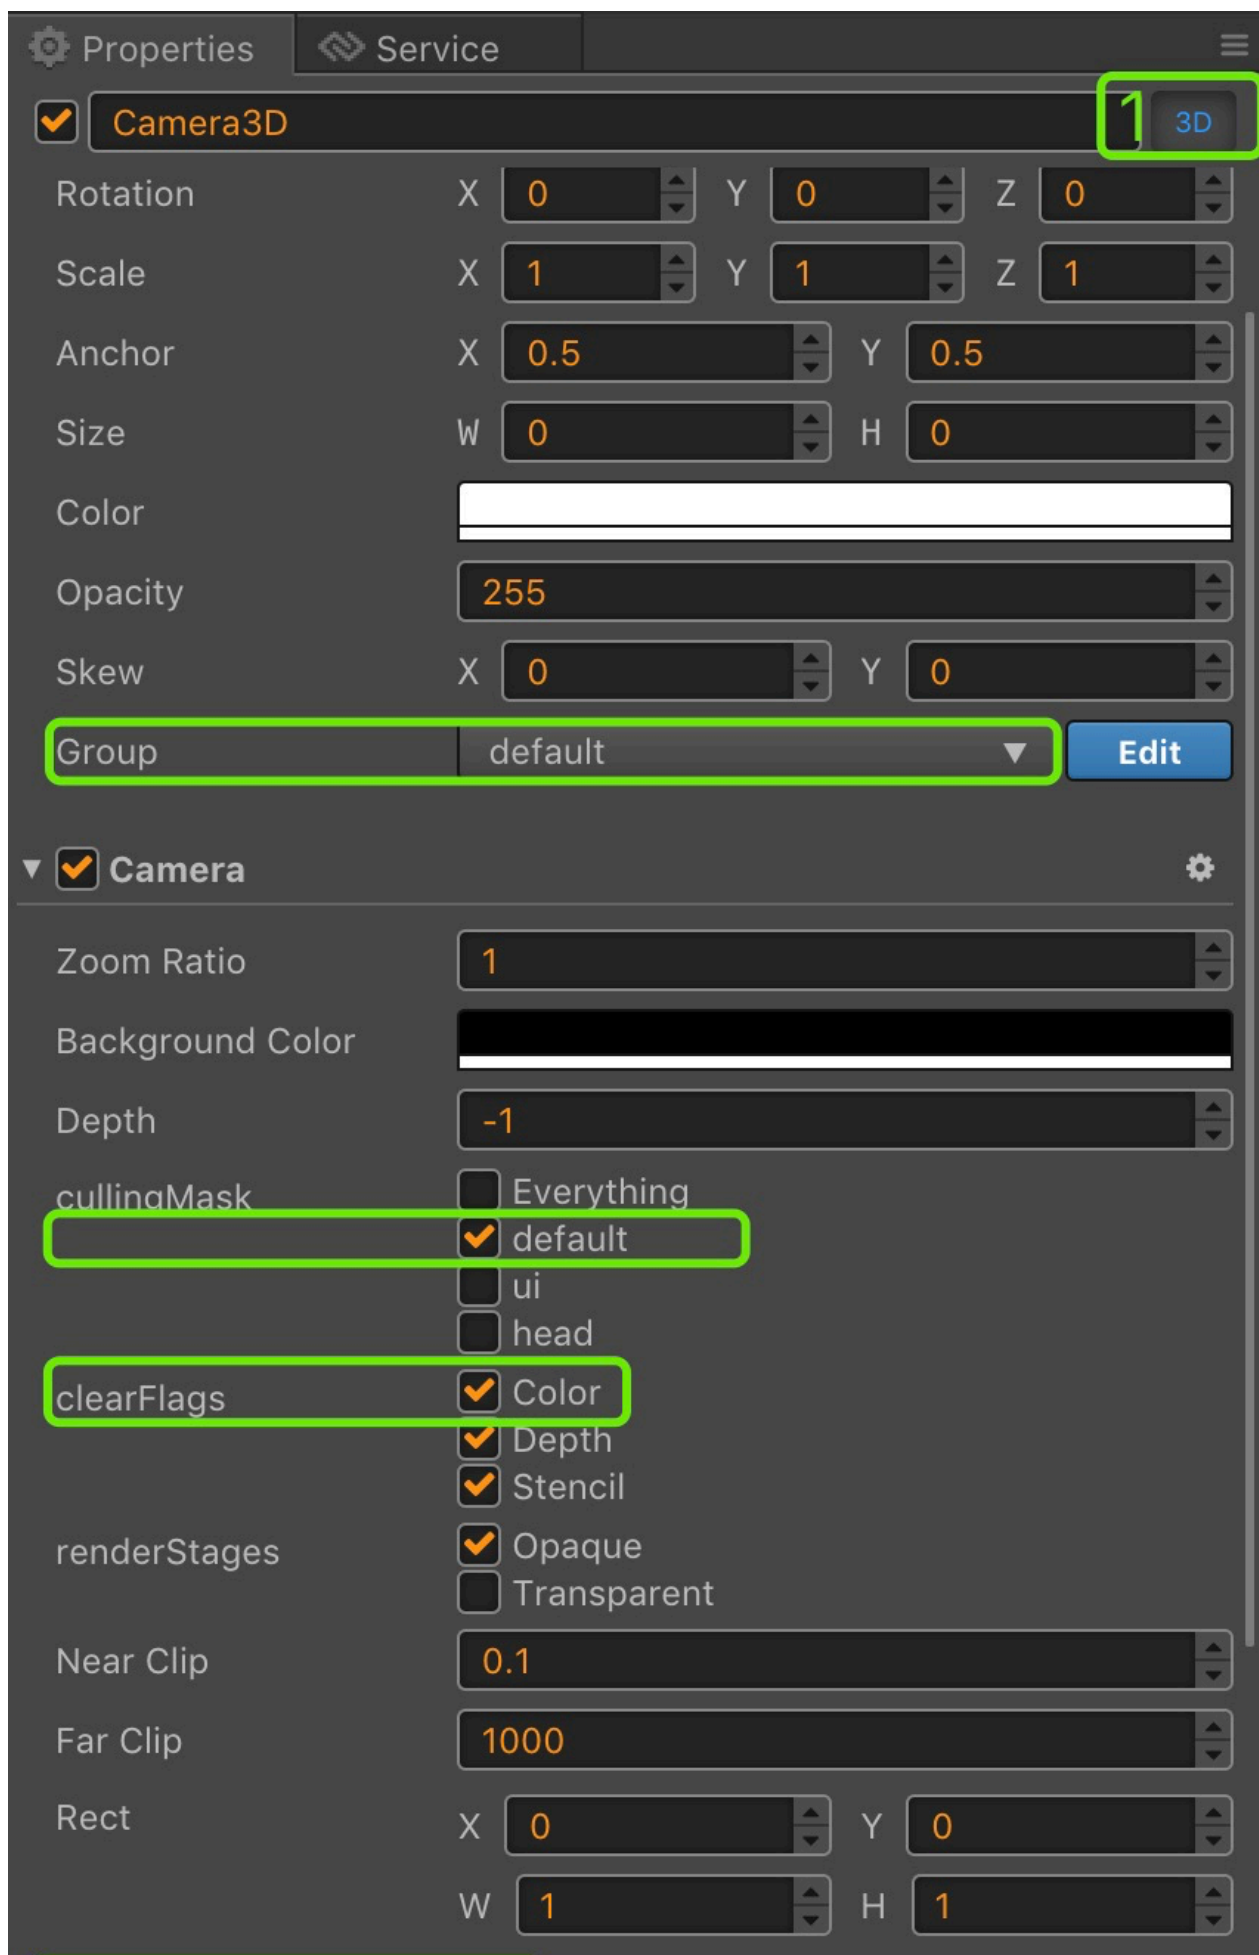 Properties Service
Camera3D 1 3D
Rotation X 0 Y 0 Z 0
Scale X 1 Y 1 Z 1
Anchor X 0.5 Y 0.5
Size W 0 H 0
Color
Opacity 255
Skew X 0 Y 0
Group default Edit
Camera
Zoom Ratio 1
Background Color
Depth -1
cullingMask Everything
default
ui
head
clearFlags Color
Depth
Stencil
renderStages Opaque
Transparent
Near Clip 0.1
Far Clip 1000
Rect X 0 Y 0
W 1 H 1